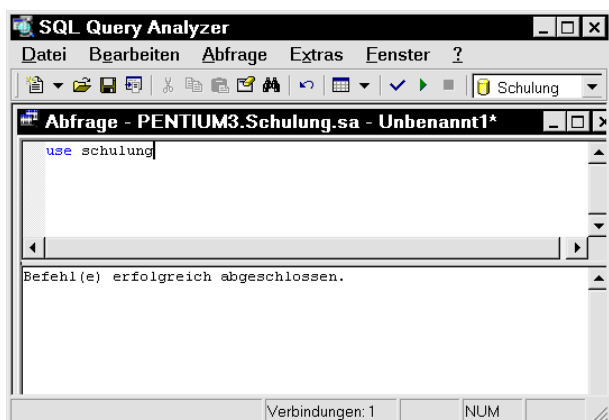 SQL Query Analyzer
Datei Bearbeiten Abfrage Extras Fenster ?
Schulung
Abfrage - PENTIUM3.Schulung.sa - Unbenannt1*
use schulung
Befehl(e) erfolgreich abgeschlossen.
Verbindungen: 1 NUM